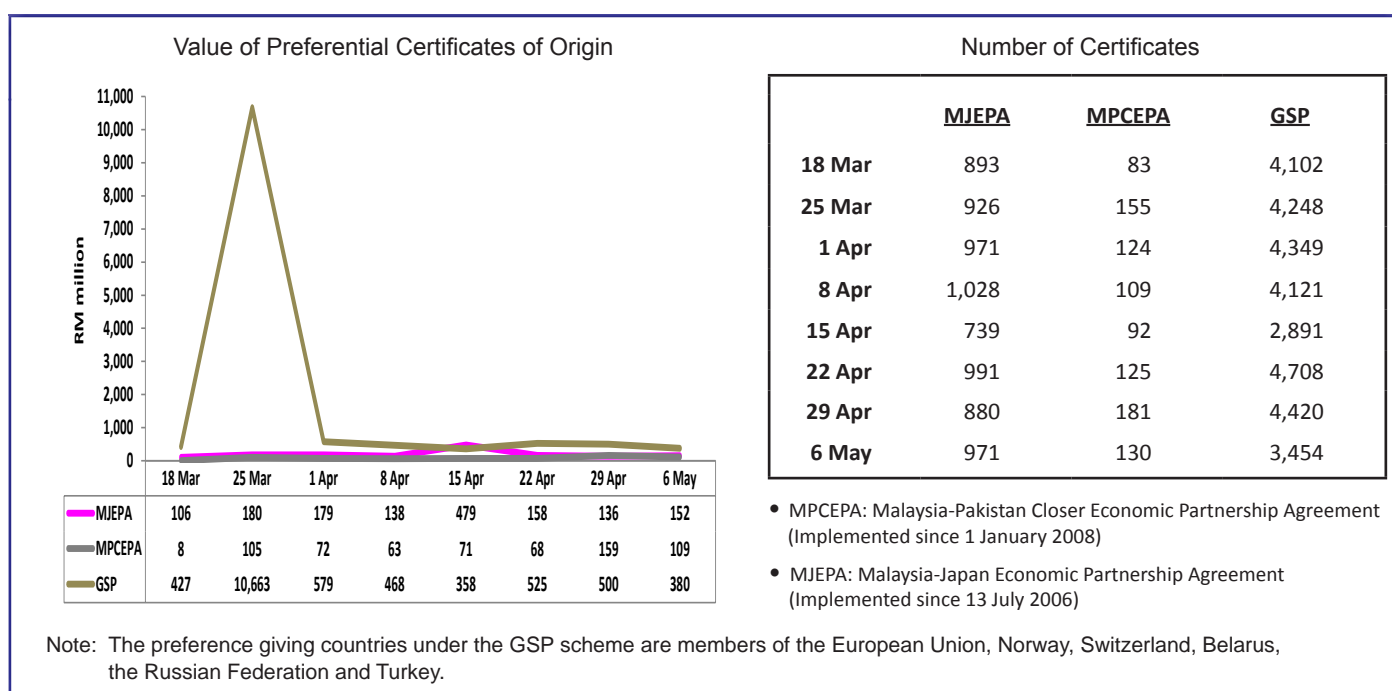 Value of Preferential Certificates of Origin
11,000
10,000
9,000
8,000
7,000
6,000
5,000
4,000
3,000
2,000
1,000
0
RM million
18 Mar 25 Mar 1 Apr 8 Apr 15 Apr 22 Apr 29 Apr 6 May
MJEPA 106 180 179 138 479 158 136 152
MPCEPA 8 105 72 63 71 68 159 109
GSP 427 10,663 579 468 358 525 500 380
Number of Certificates
MJEPA MPCEPA GSP
18 Mar 893 83 4,102
25 Mar 926 155 4,248
1 Apr 971 124 4,349
8 Apr 1,028 109 4,121
15 Apr 739 92 2,891
22 Apr 991 125 4,708
29 Apr 880 181 4,420
6 May 971 130 3,454
• MPCEPA: Malaysia-Pakistan Closer Economic Partnership Agreement
(Implemented since 1 January 2008)
• MJEPA: Malaysia-Japan Economic Partnership Agreement
(Implemented since 13 July 2006)
Note: The preference giving countries under the GSP scheme are members of the European Union, Norway, Switzerland, Belarus,
the Russian Federation and Turkey.